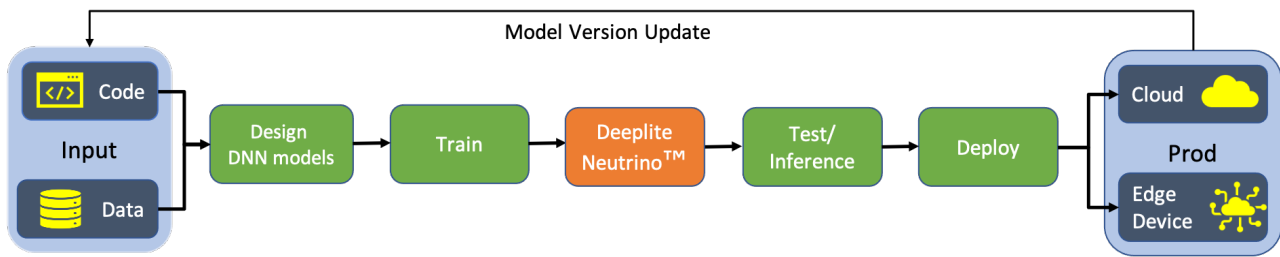 Model Version Update
</>
Code
Input
Data
Design
DNN models
Train
Deeplite
Neutrino™
Test/
Inference
Deploy
Cloud
Prod
Edge
Device